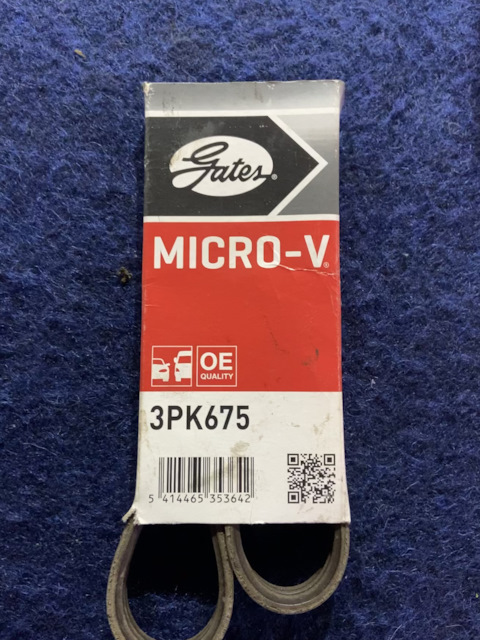 Gates®
MICRO-V®
OE
QUALITY
3PK675
5 414465 353642